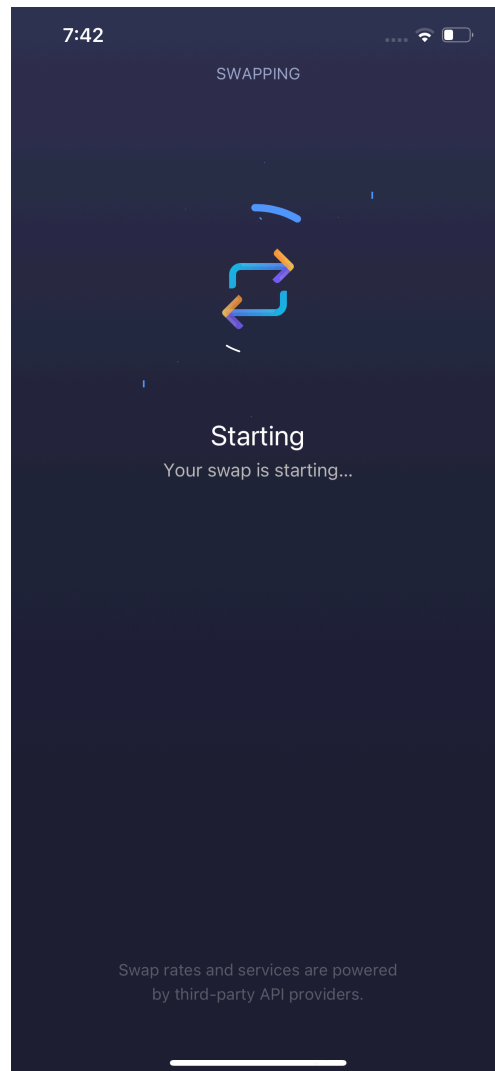 7:42
SWAPPING
Starting
Your swap is starting...
Swap rates and services are powered
by third-party API providers.